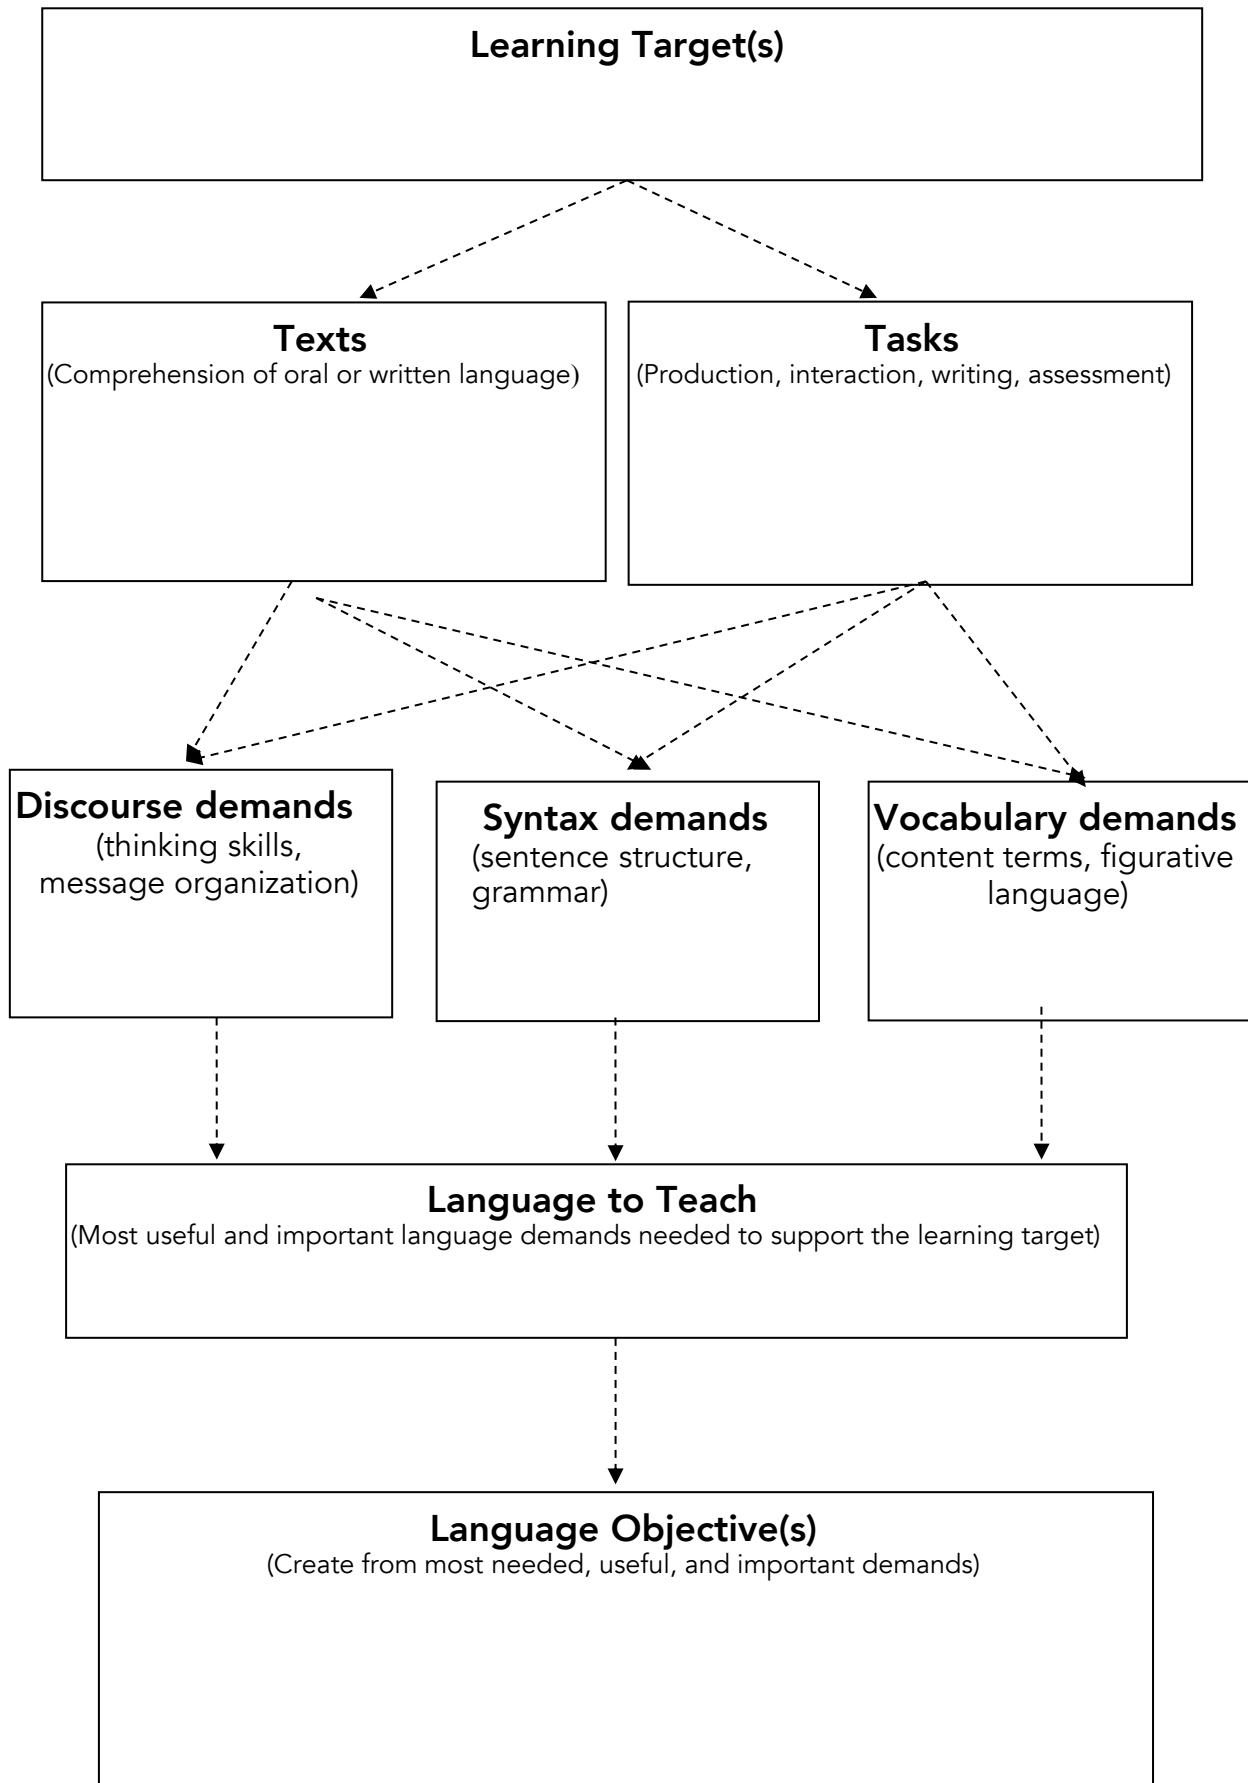 Learning Target(s)
Texts
(Comprehension of oral or written language)
Tasks
(Production, interaction, writing, assessment)
Discourse demands
(thinking skills,
message organization)
Syntax demands
(sentence structure,
grammar)
Vocabulary demands
(content terms, figurative
language)
Language to Teach
(Most useful and important language demands needed to support the learning target)
Language Objective(s)
(Create from most needed, useful, and important demands)